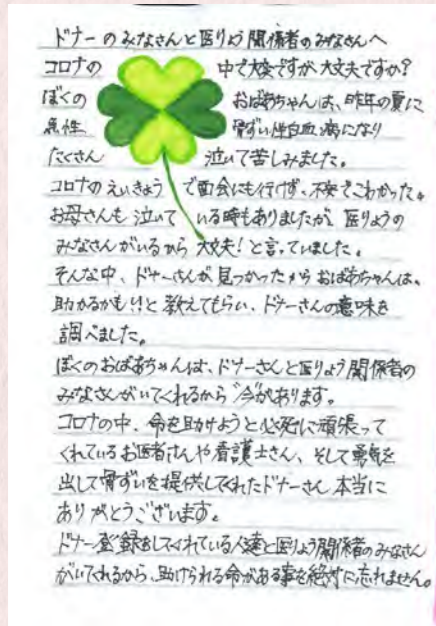 ドナーのみなさんと医りょう関係者のみなさんへ
コロナの 中で大変ですが大丈夫ですか?
ぼくの おばあちゃんは、昨年の夏に
急性 骨ずい性白血病になり
たくさん 泣いて苦しみました。
コロナのえいきょう で面会にも行けず、不安でこわかった。
お母さんも泣いて いる時もありましたが、医りょうの
みなさんがいるから大丈夫!と言っていました。
そんな中、ドナーさんが見つかったからおばあちゃんは、
助かるかも!!と教えてもらい、ドナーさんの意味を
調べました。
ぼくのおばあちゃんは、ドナーさんと医りょう関係者の
みなさんがいてくれるから“今”があります。
コロナの中、命を助けようと必死に頑張って
くれているお医者さんや看護士さん、そして勇気を
出して骨ずいを提供してくれたドナーさん本当に
ありがとうございます。
ドナー登録をしてくれている人達と医りょう関係者のみなさん
がいてくれるから、助けられる命がある事を絶対に忘れません。